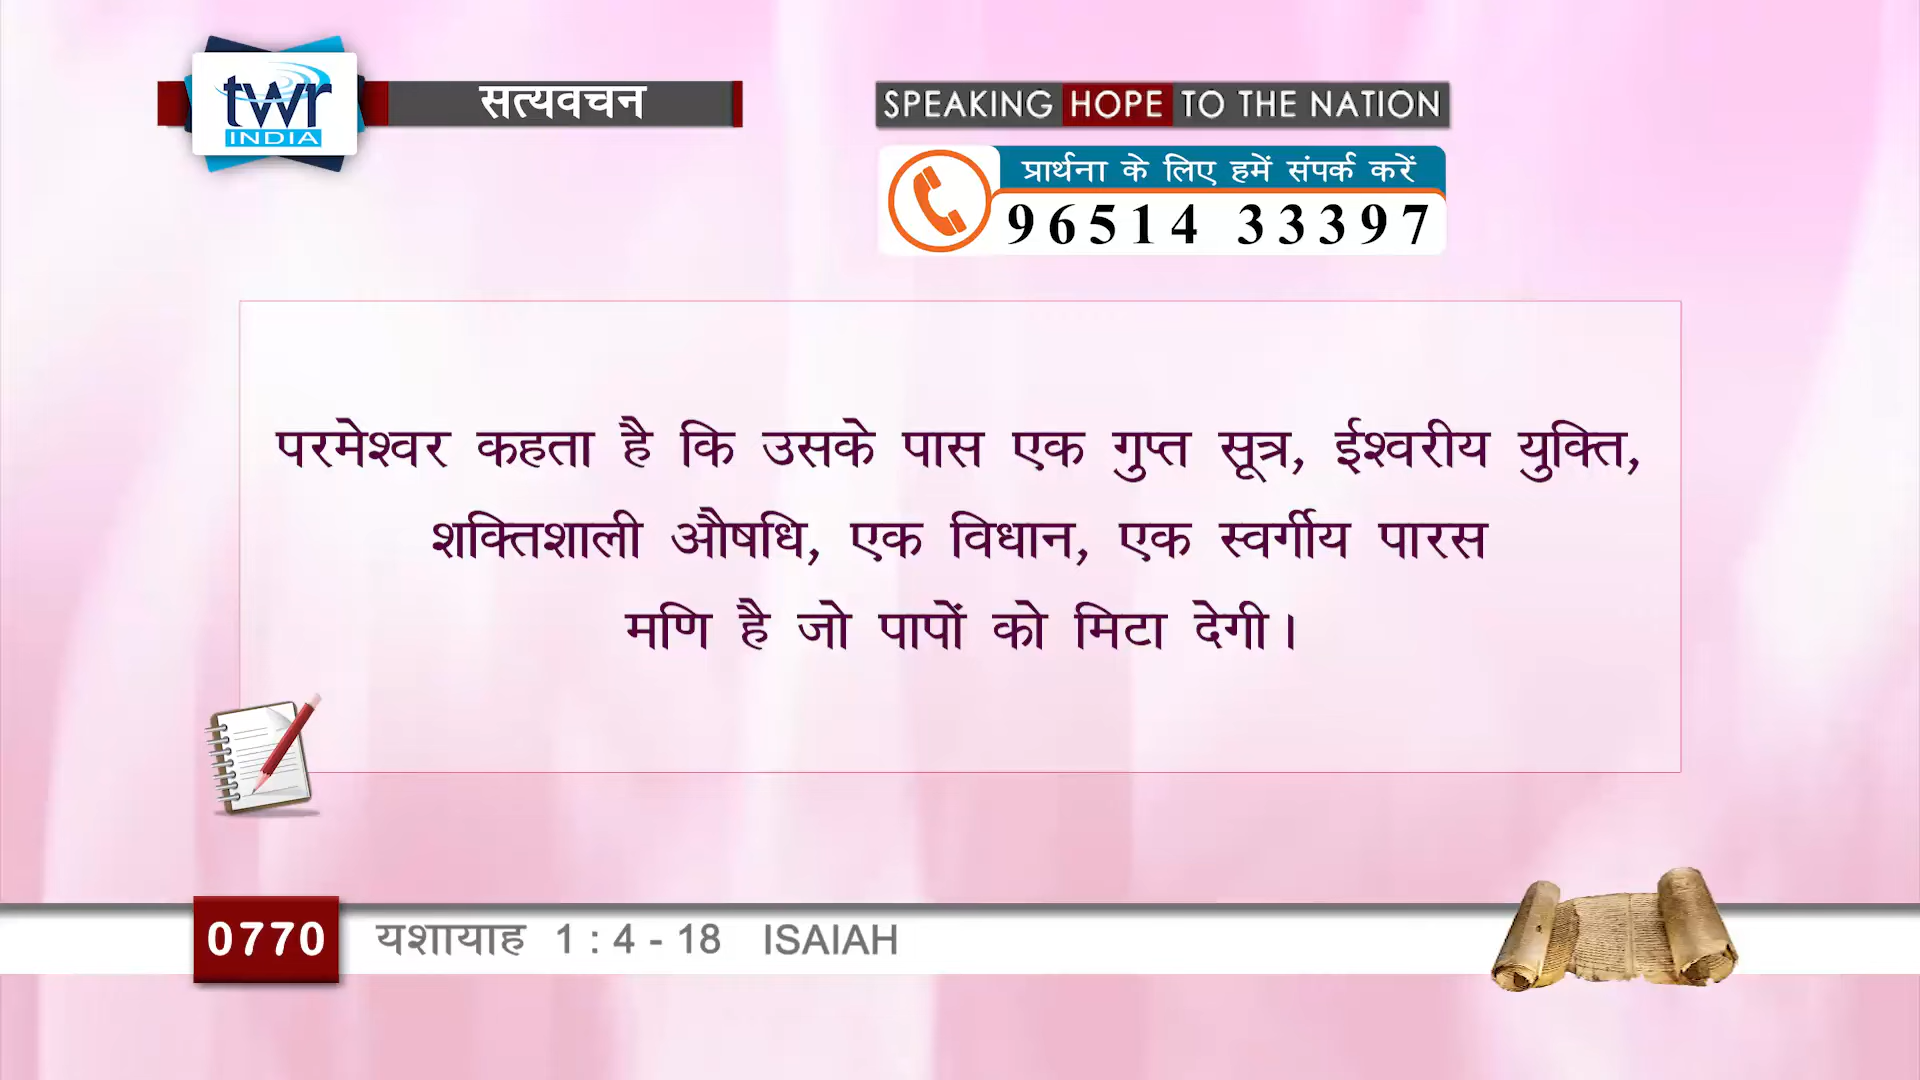 twr
INDIA
सत्यवचन
SPEAKING HOPE TO THE NATION
प्रार्थना के लिए हमें संपर्क करें
96514 33397
परमेश्वर कहता है कि उसके पास एक गुप्त सूत्र, ईश्वरीय युक्ति,
शक्तिशाली औषधि, एक विधान, एक स्वर्गीय पारस
मणि है जो पापों को मिटा देगी।
0770 यशायाह 1 : 4 - 18 ISAIAH